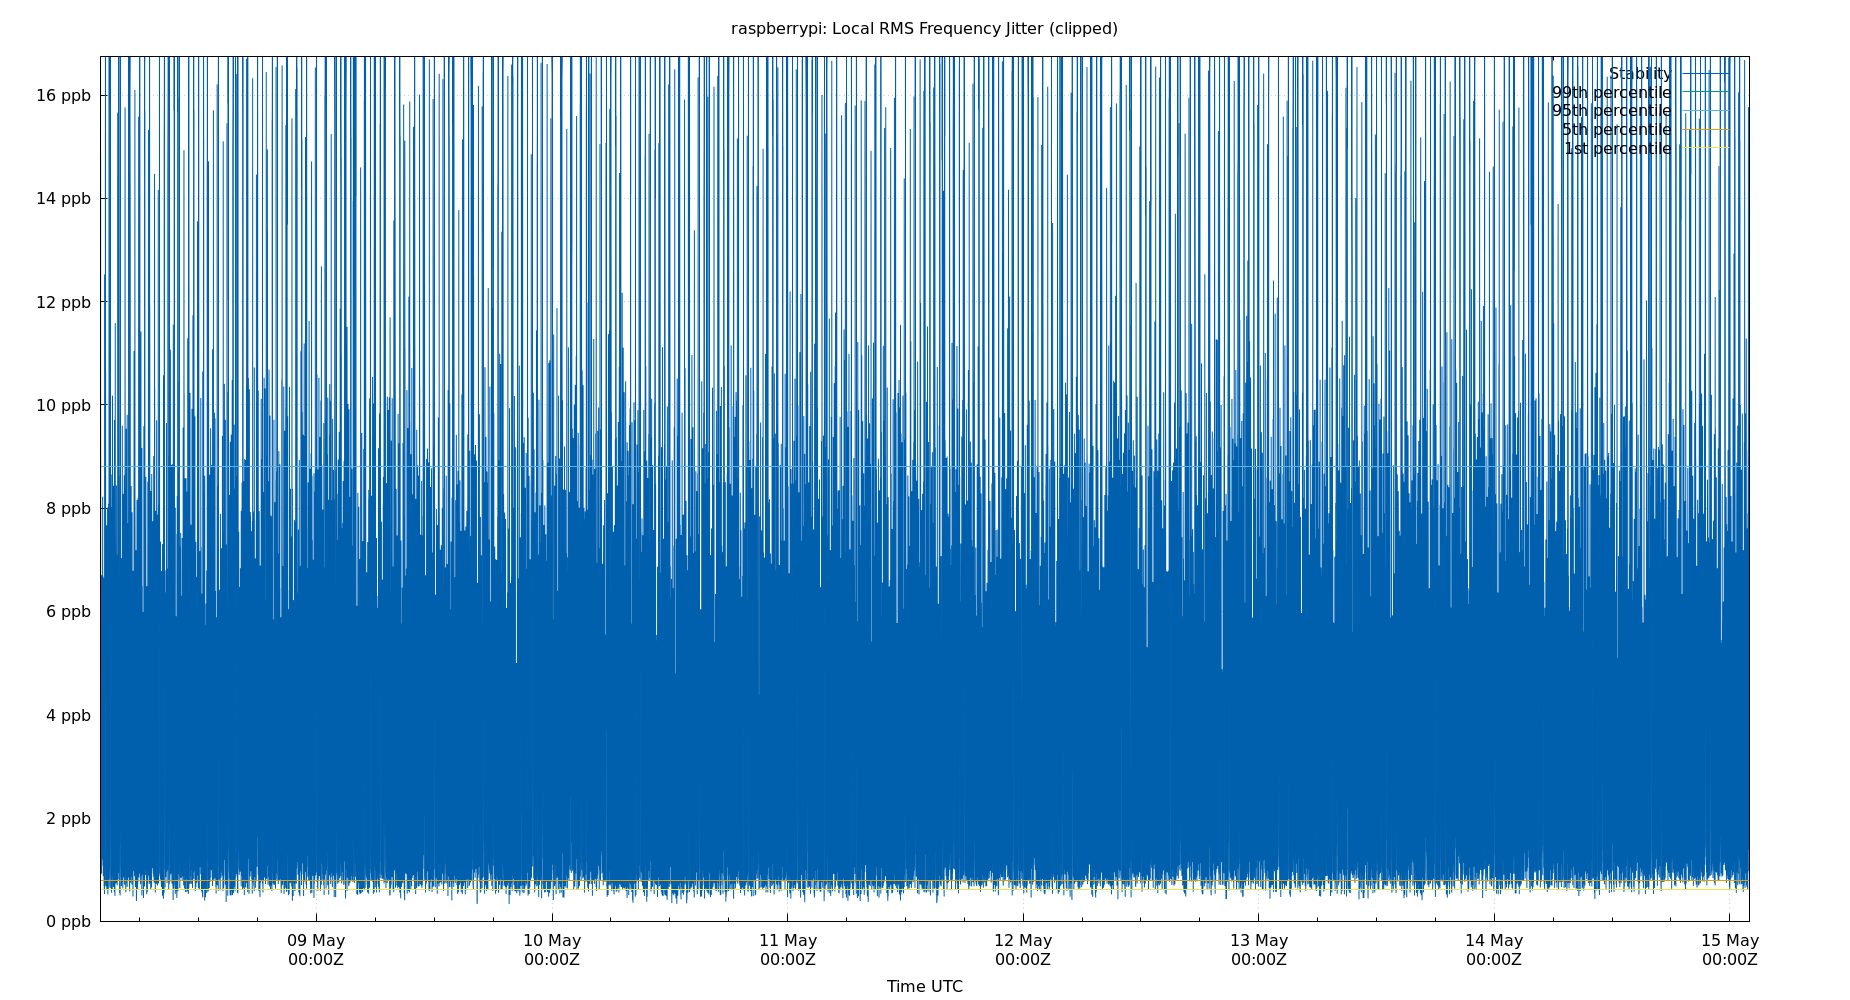 raspberrypi: Local RMS Frequency Jitter (clipped)
16 ppb
14 ppb
12 ppb
10 ppb
8 ppb
6 ppb
4 ppb
2 ppb
0 ppb
Stability
99th percentile
95th percentile
5th percentile
1st percentile
09 May 10 May 11 May 12 May 13 May 14 May 15 May
00:00Z 00:00Z 00:00Z 00:00Z 00:00Z 00:00Z 00:00Z
Time UTC